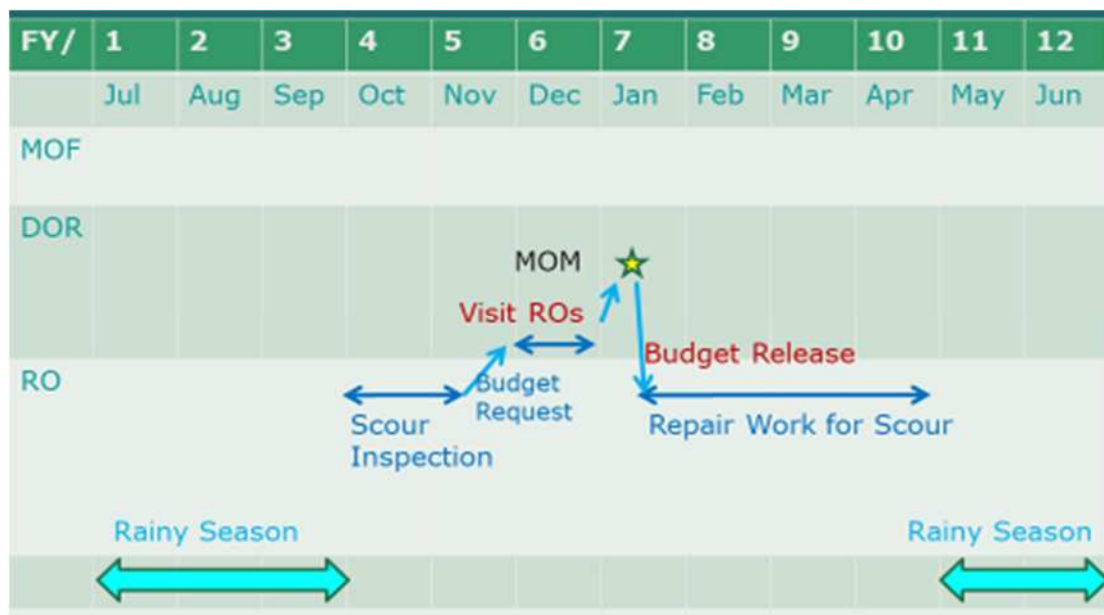 FY/ 1 2 3 4 5 6 7 8 9 10 11 12
Jul Aug Sep Oct Nov Dec Jan Feb Mar Apr May Jun
MOF
DOR
MOM
Visit ROs
Budget Release
RO
Budget
Request
Scour
Inspection
Repair Work for Scour
Rainy Season
Rainy Season